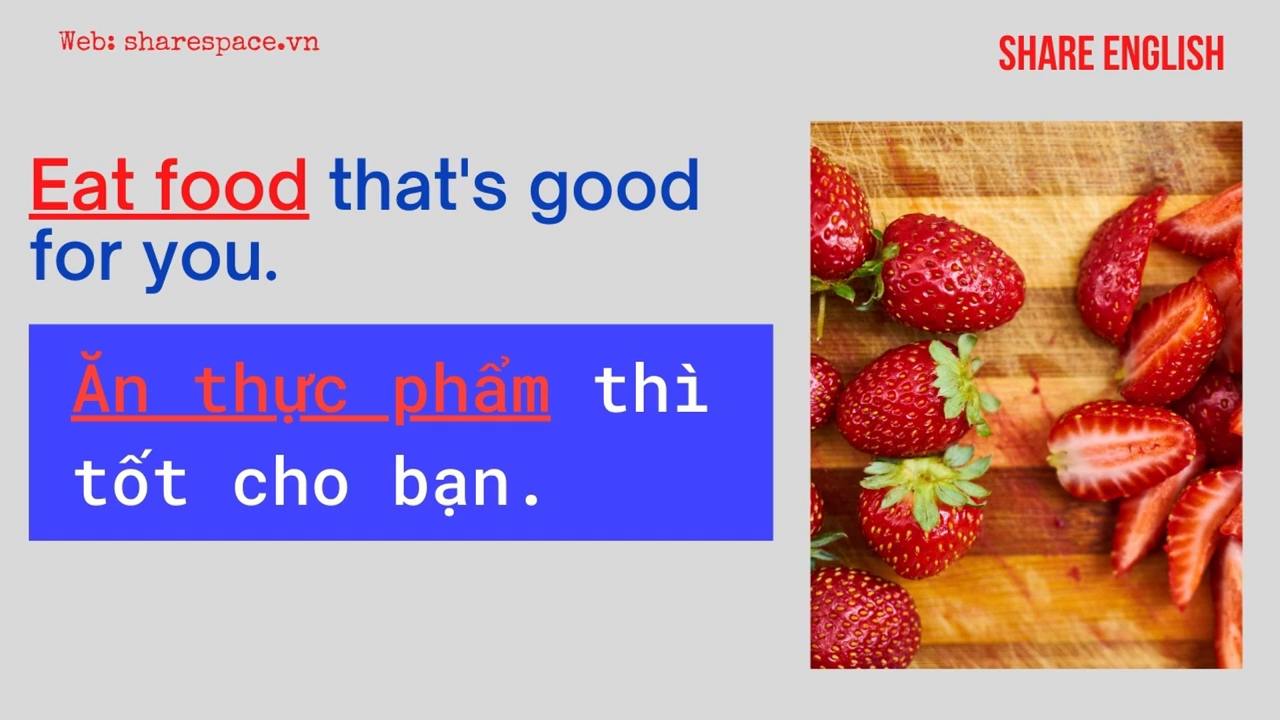 Web: sharespace.vn
SHARE ENGLISH
Eat food that's good
for you.
Ăn thực phẩm thì
tốt cho bạn.